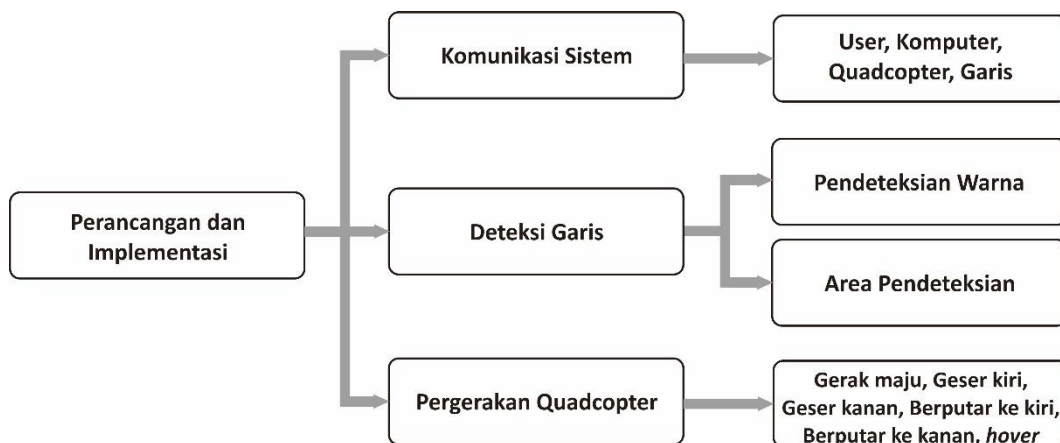 Komunikasi Sistem
User, Komputer,
Quadcopter, Garis
Perancangan dan
Implementasi
Deteksi Garis
Pendeteksian Warna
Area Pendeteksian
Pergerakan Quadcopter
Gerak maju, Geser kiri,
Geser kanan, Berputar ke kiri,
Berputar ke kanan, hover